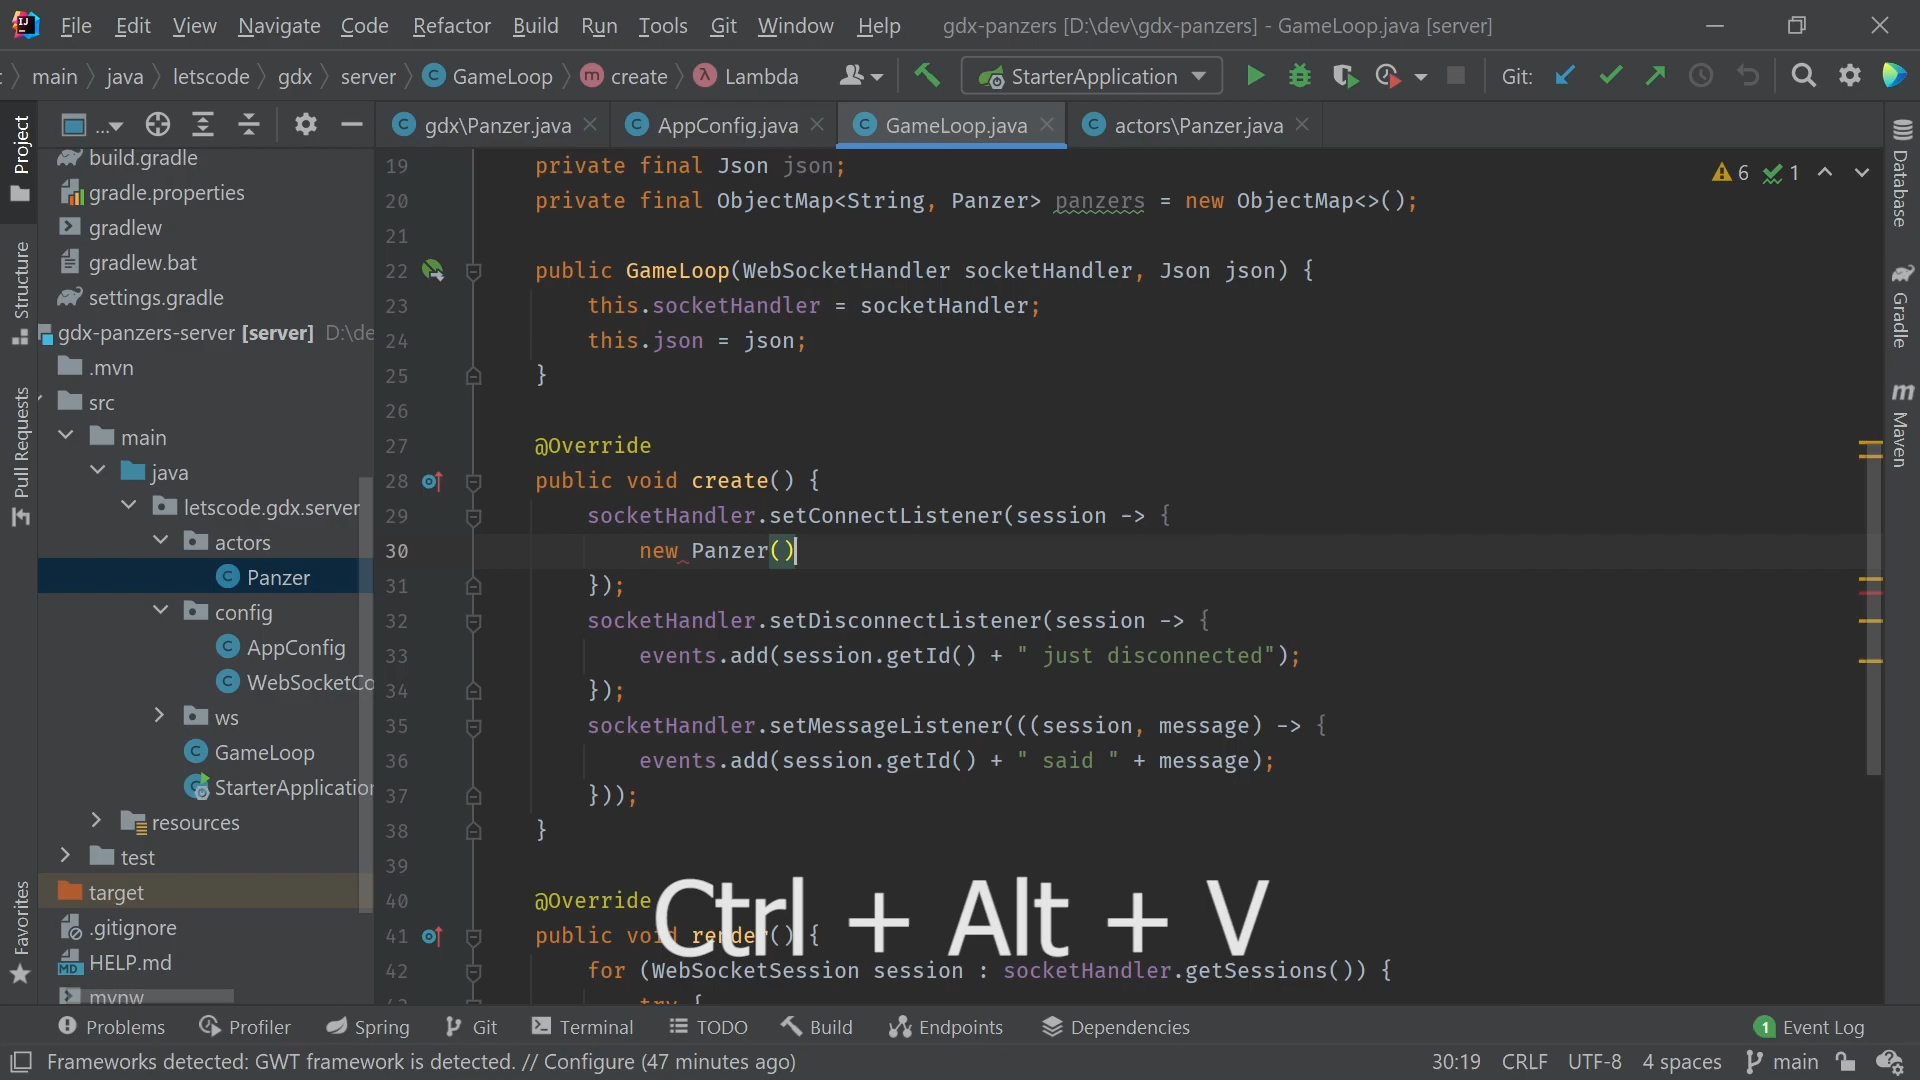 File Edit View Navigate Code Refactor Build Run Tools Git Window Help gdx-panzers [D:\dev\gdx-panzers] - GameLoop.java [server]
main java letscode gdx server GameLoop create Lambda StarterApplication Git:
... gdx\Panzer.java AppConfig.java GameLoop.java actors\Panzer.java
Project
Structure
Pull Requests
Favorites
build.gradle
gradle.properties
gradlew
gradlew.bat
settings.gradle
gdx-panzers-server [server] D:\de
.mvn
src
main
java
letscode.gdx.server
actors
Panzer
config
AppConfig
WebSocketCo
ws
GameLoop
StarterApplication
resources
test
target
.gitignore
HELP.md
mvnw
6 1
19 private final Json json;
20 private final ObjectMap<String, Panzer> panzers = new ObjectMap<>();
21
22 public GameLoop(WebSocketHandler socketHandler, Json json) {
23 this.socketHandler = socketHandler;
24 this.json = json;
25 }
26
27 @Override
28 public void create() {
29 socketHandler.setConnectListener(session -> {
30 new Panzer()
31 });
32 socketHandler.setDisconnectListener(session -> {
33 events.add(session.getId() + " just disconnected");
34 });
35 socketHandler.setMessageListener(((session, message) -> {
36 events.add(session.getId() + " said " + message);
37 }));
38 }
39
40 @Override
41 public void render() {
42 for (WebSocketSession session : socketHandler.getSessions()) {
try {
Ctrl + Alt + V
Database
Gradle
Maven
Problems Profiler Spring Git Terminal TODO Build Endpoints Dependencies 1 Event Log
Frameworks detected: GWT framework is detected. // Configure (47 minutes ago) 30:19 CRLF UTF-8 4 spaces main